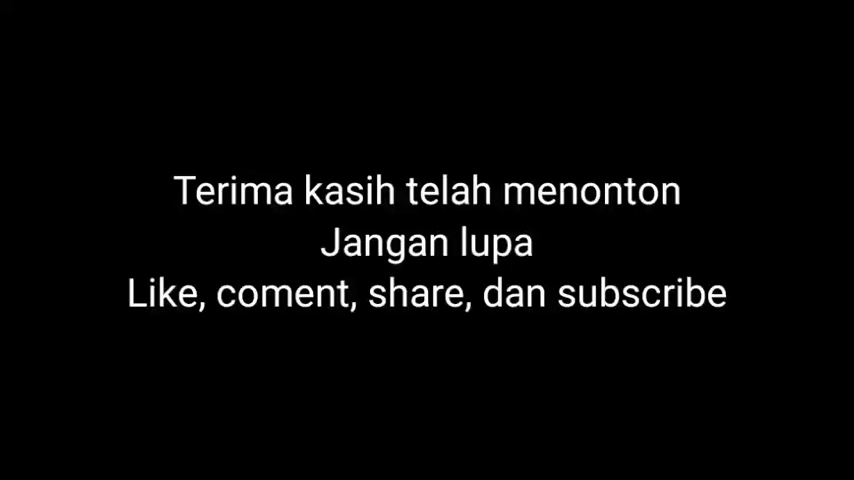 Terima kasih telah menonton
Jangan lupa
Like, coment, share, dan subscribe